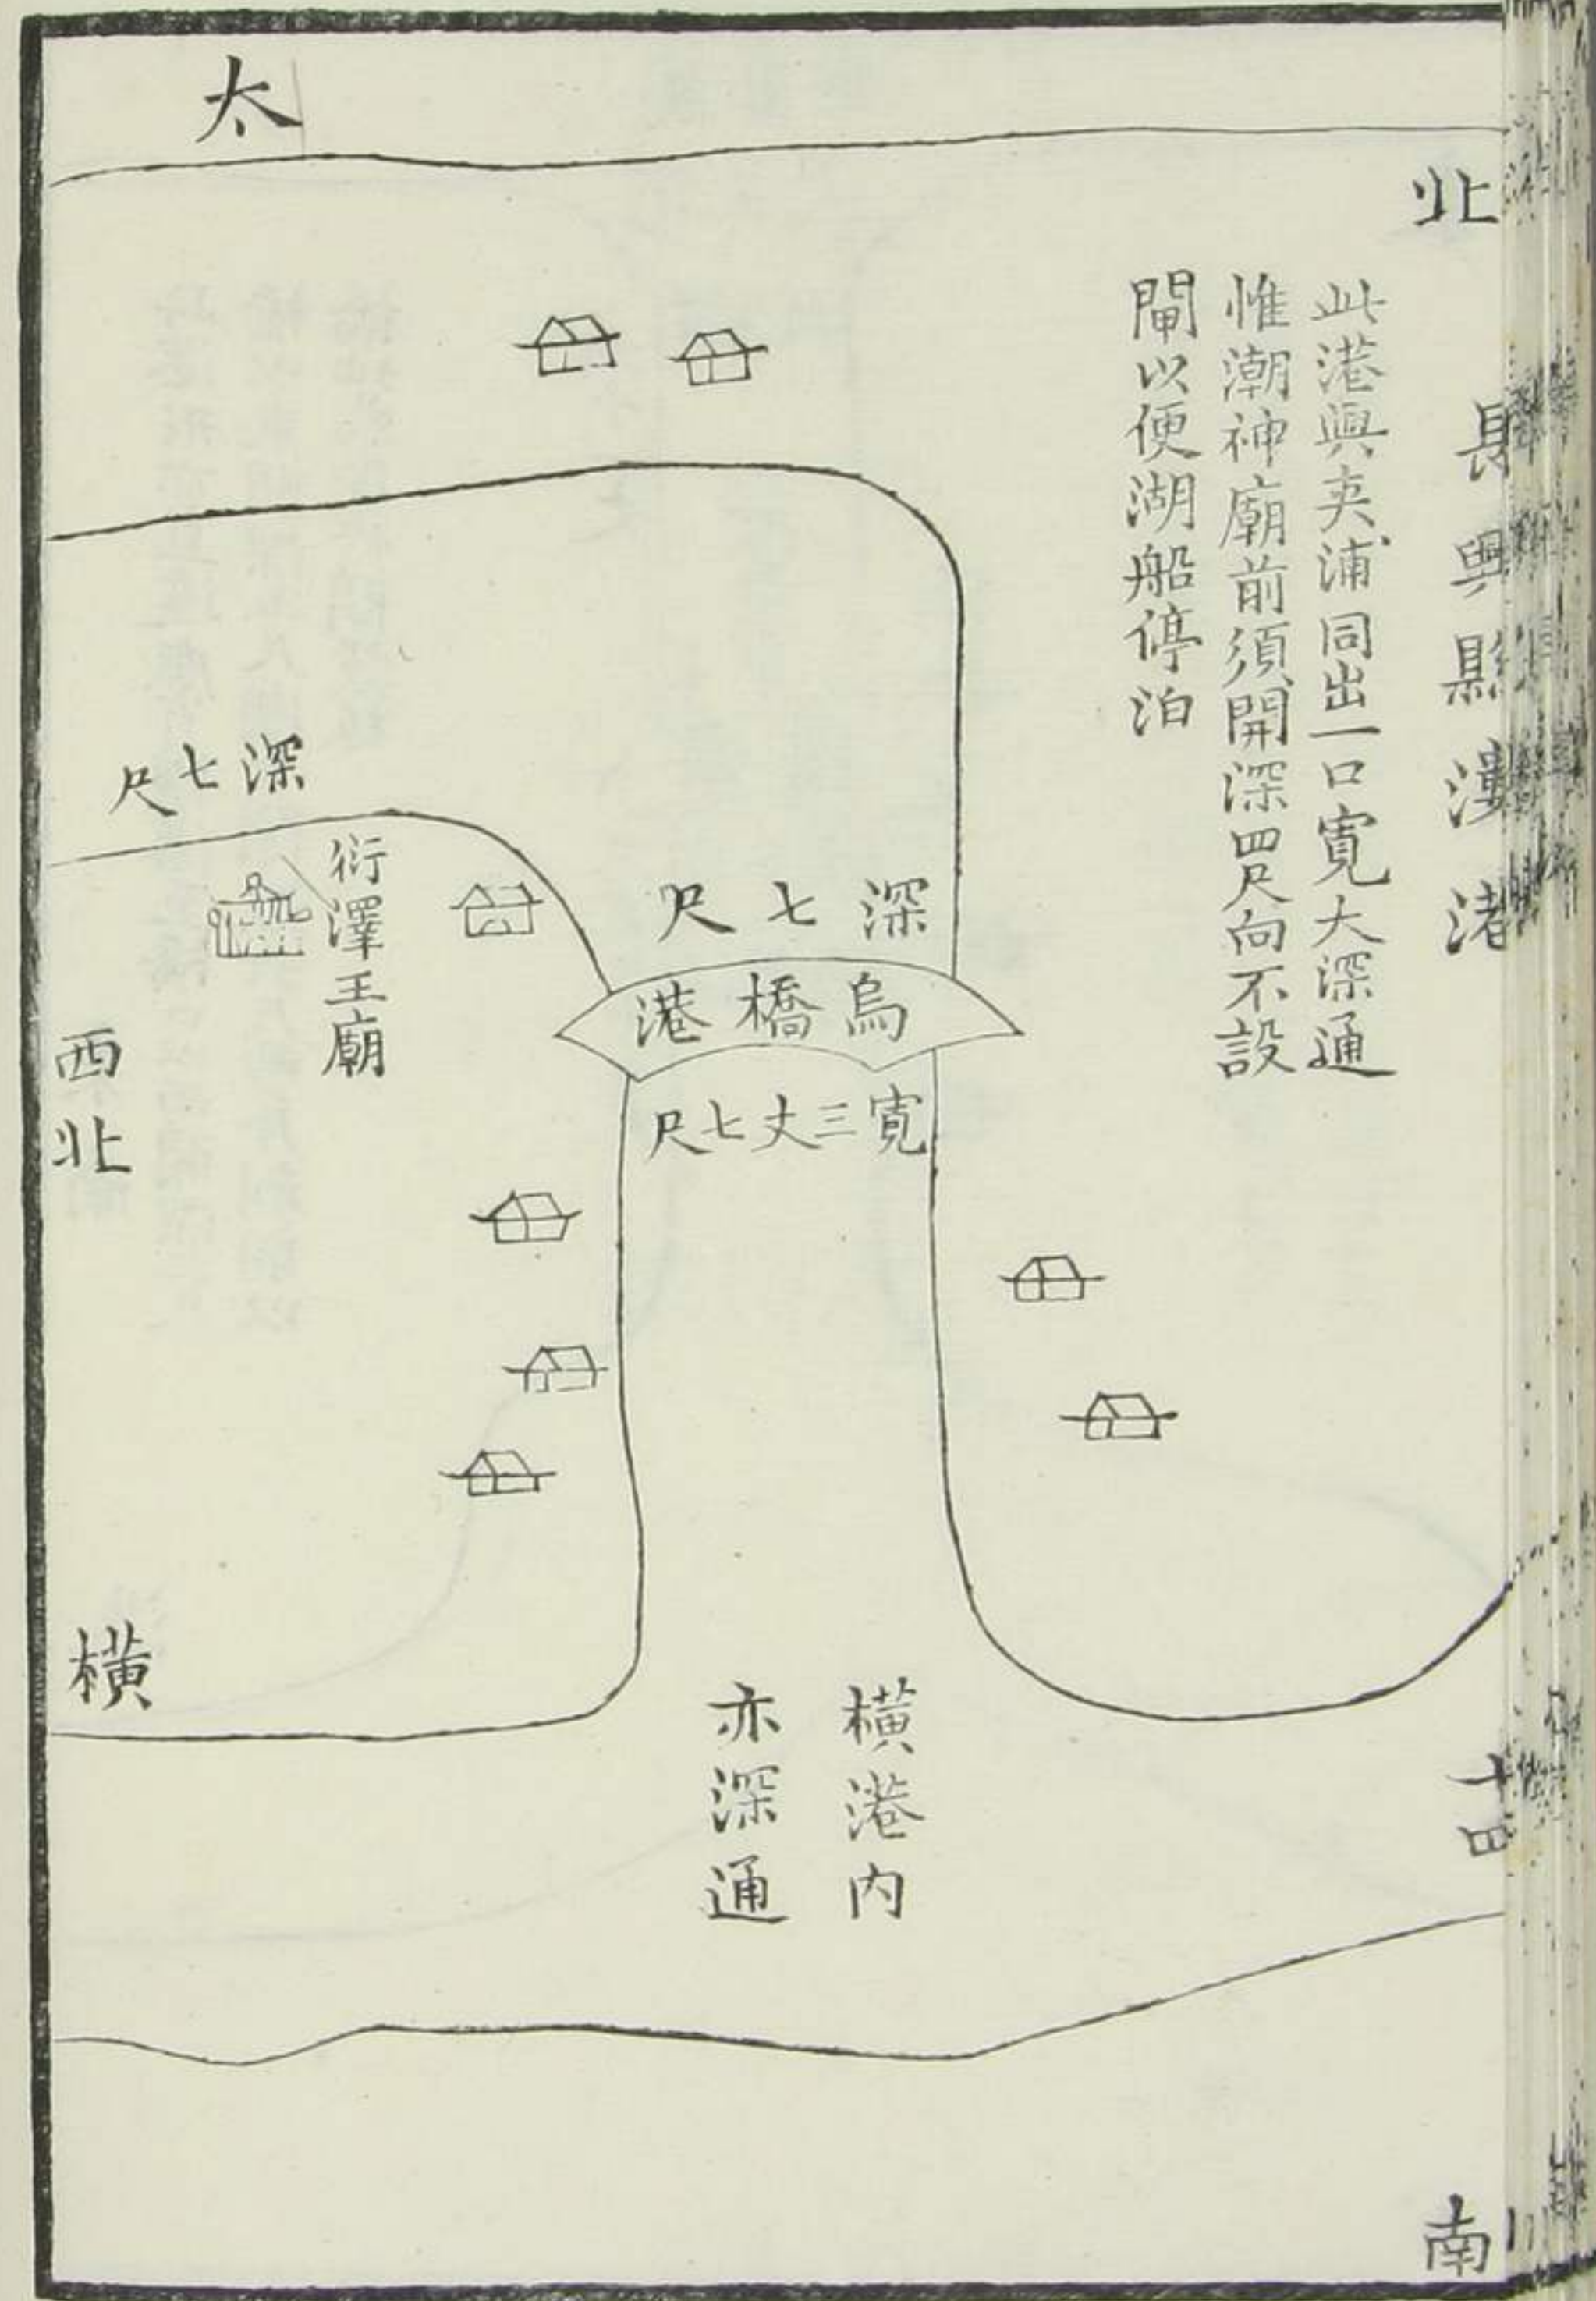 北
長興縣漊渚
十四
南
此港與夾浦同出一口寬大深通
惟潮神廟前須開深四尺向不設
閘以便湖船停泊
太
深七尺
衍澤王廟
深七尺
烏橋港
寬三丈七尺
西北
橫
橫港內
亦深通